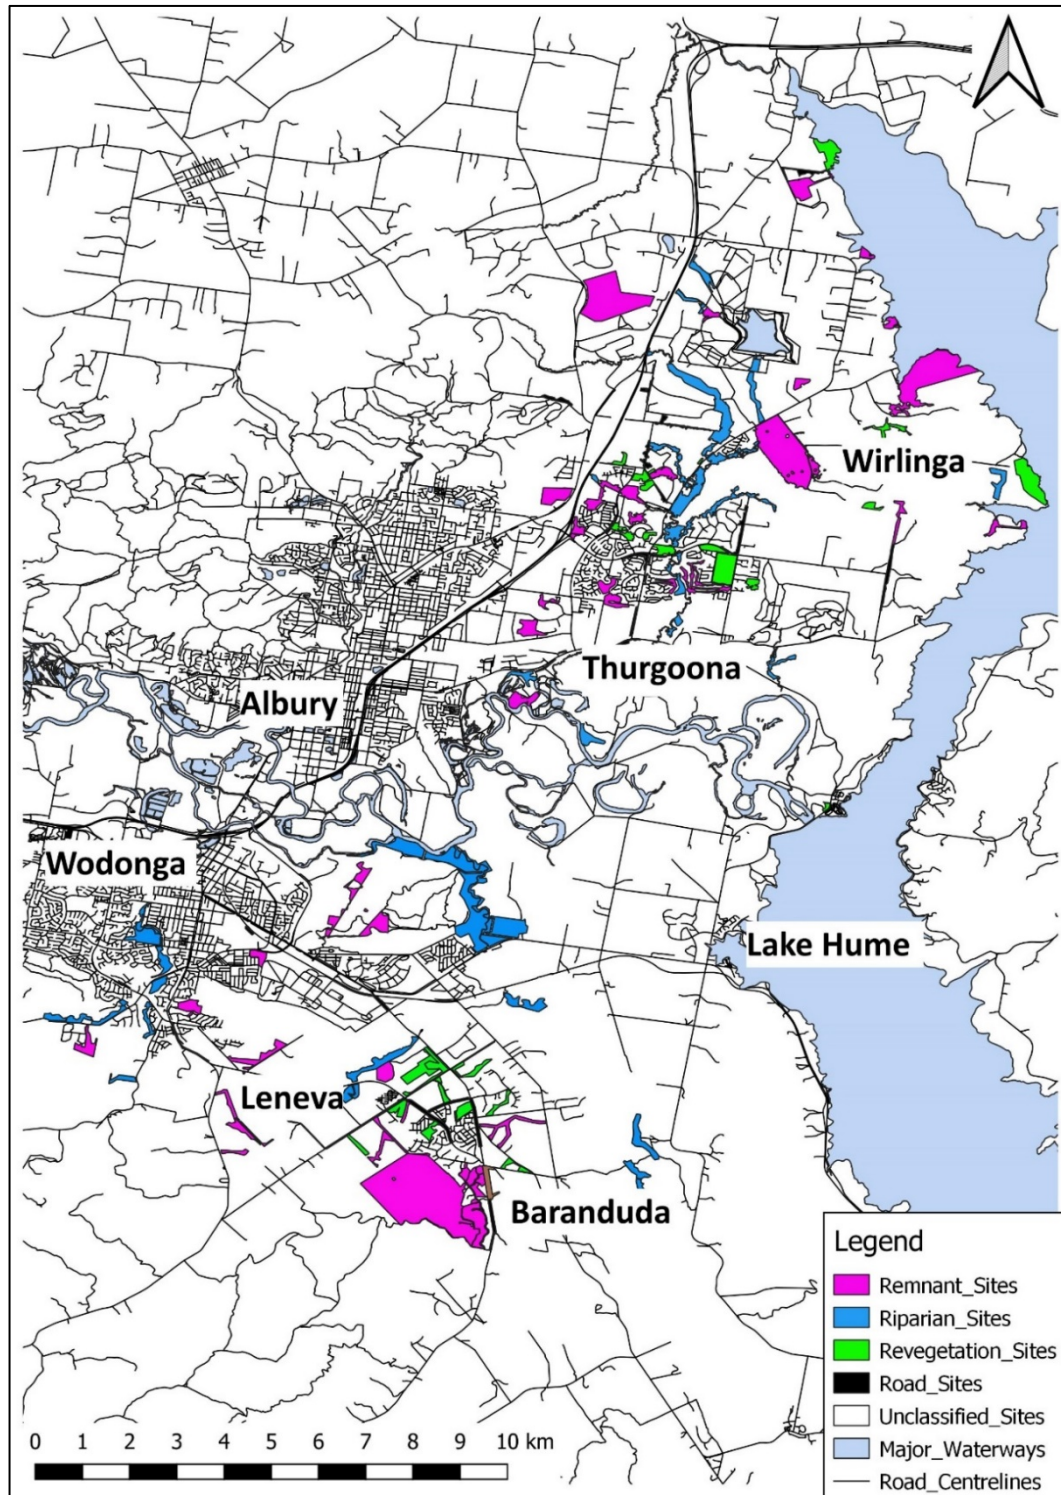 Wirlinga
Thurgoona
Albury
Wodonga
Lake Hume
Leneva
Baranduda
Legend
Remnant_Sites
Riparian_Sites
Revegetation_Sites
Road_Sites
Unclassified_Sites
Major_Waterways
Road_Centrelines
0 1 2 3 4 5 6 7 8 9 10 km